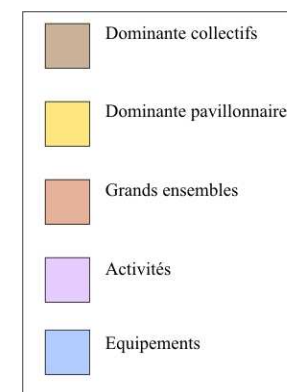 Dominante collectifs
Dominante pavillonnaire
Grands ensembles
Activités
Equipements